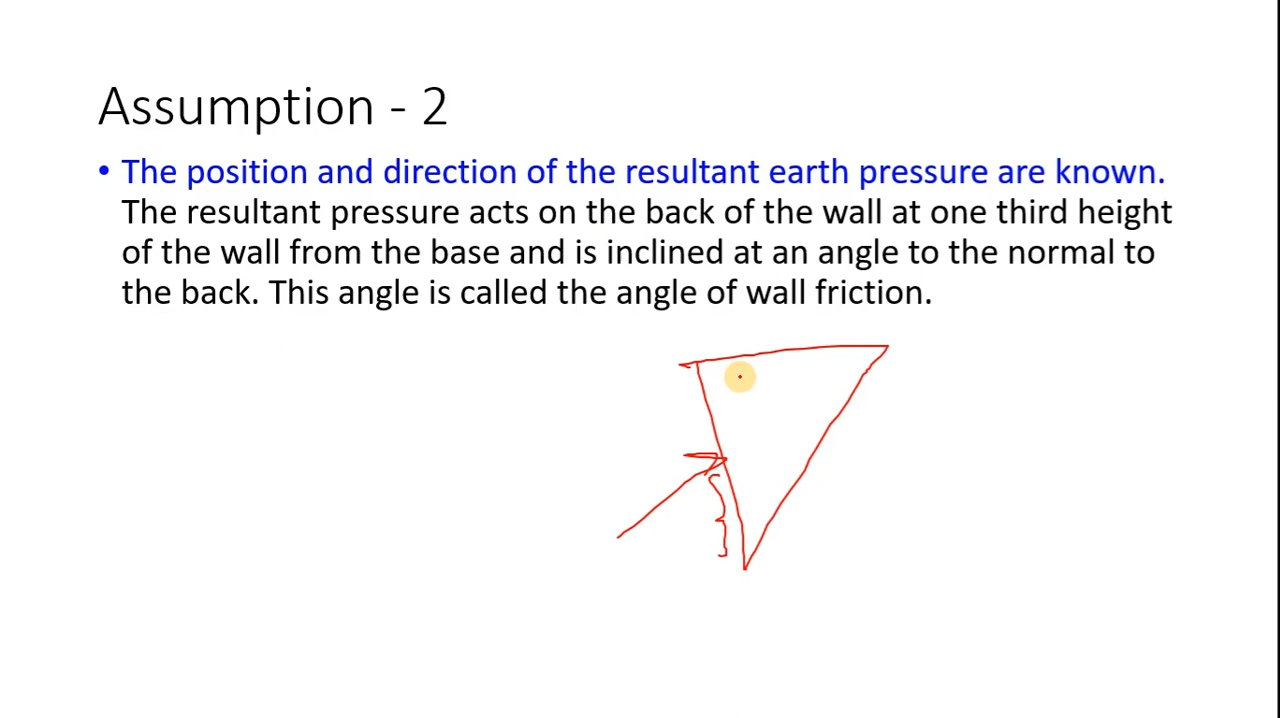 Assumption - 2
• The position and direction of the resultant earth pressure are known.
The resultant pressure acts on the back of the wall at one third height
of the wall from the base and is inclined at an angle to the normal to
the back. This angle is called the angle of wall friction.